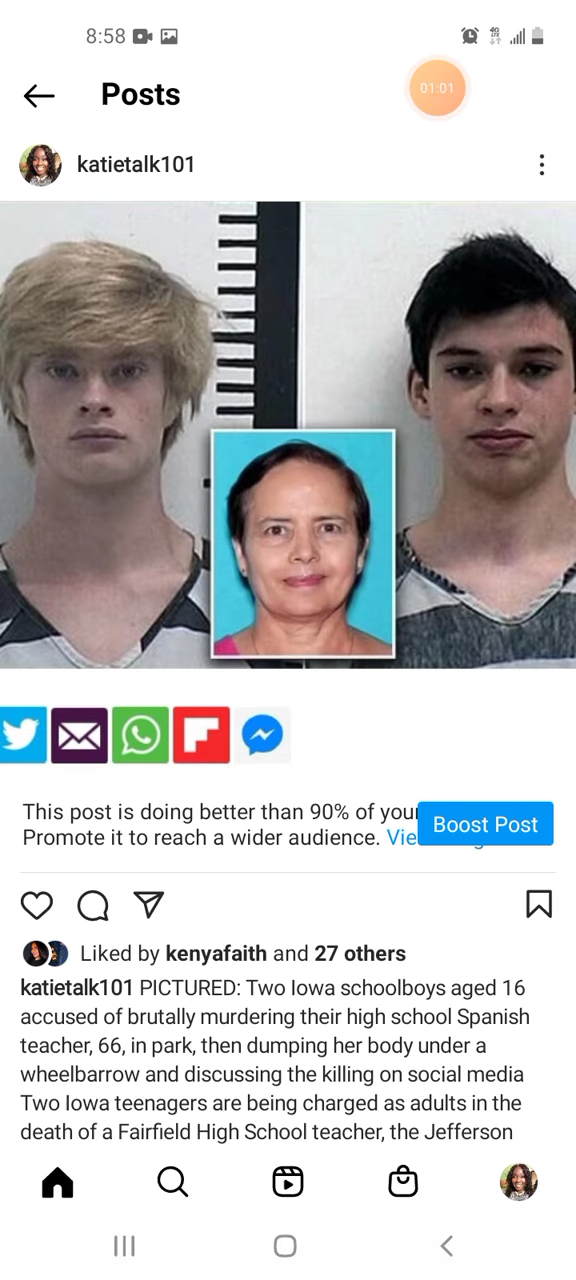 8:58
Posts
01:01
katietalk101
This post is doing better than 90% of your
Promote it to reach a wider audience. Vie
Boost Post
Liked by kenyafaith and 27 others
katietalk101 PICTURED: Two Iowa schoolboys aged 16
accused of brutally murdering their high school Spanish
teacher, 66, in park, then dumping her body under a
wheelbarrow and discussing the killing on social media
Two Iowa teenagers are being charged as adults in the
death of a Fairfield High School teacher, the Jefferson